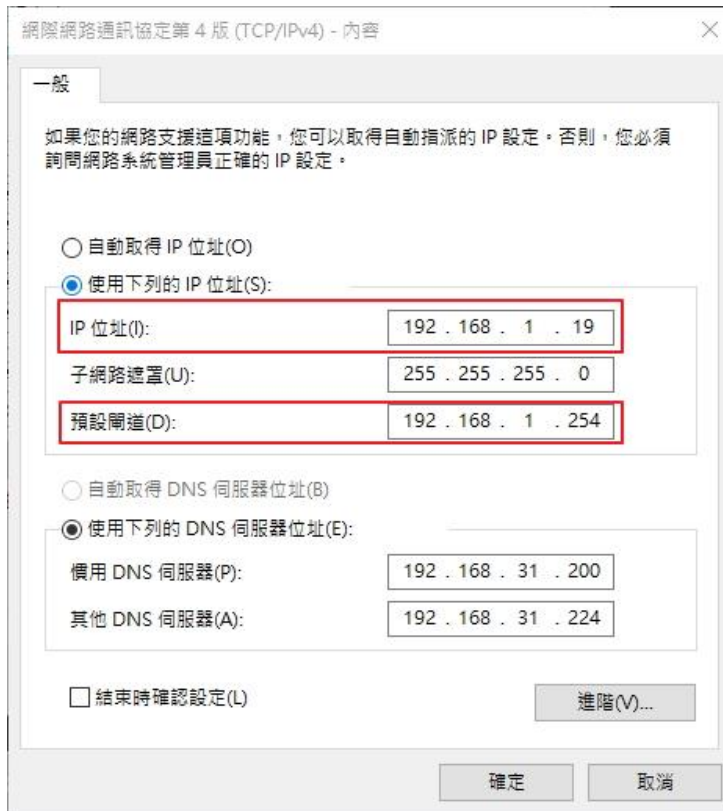 網際網路通訊協定第 4 版 (TCP/IPv4) - 內容
一般
如果您的網路支援這項功能，您可以取得自動指派的 IP 設定。否則，您必須
詢問網路系統管理員正確的 IP 設定。
自動取得 IP 位址(O)
使用下列的 IP 位址(S):
IP 位址(I): 192 . 168 . 1 . 19
子網路遮罩(U): 255 . 255 . 255 . 0
預設閘道(D): 192 . 168 . 1 . 254
自動取得 DNS 伺服器位址(B)
使用下列的 DNS 伺服器位址(E):
慣用 DNS 伺服器(P): 192 . 168 . 31 . 200
其他 DNS 伺服器(A): 192 . 168 . 31 . 224
結束時確認設定(L)
進階(V)...
確定 取消